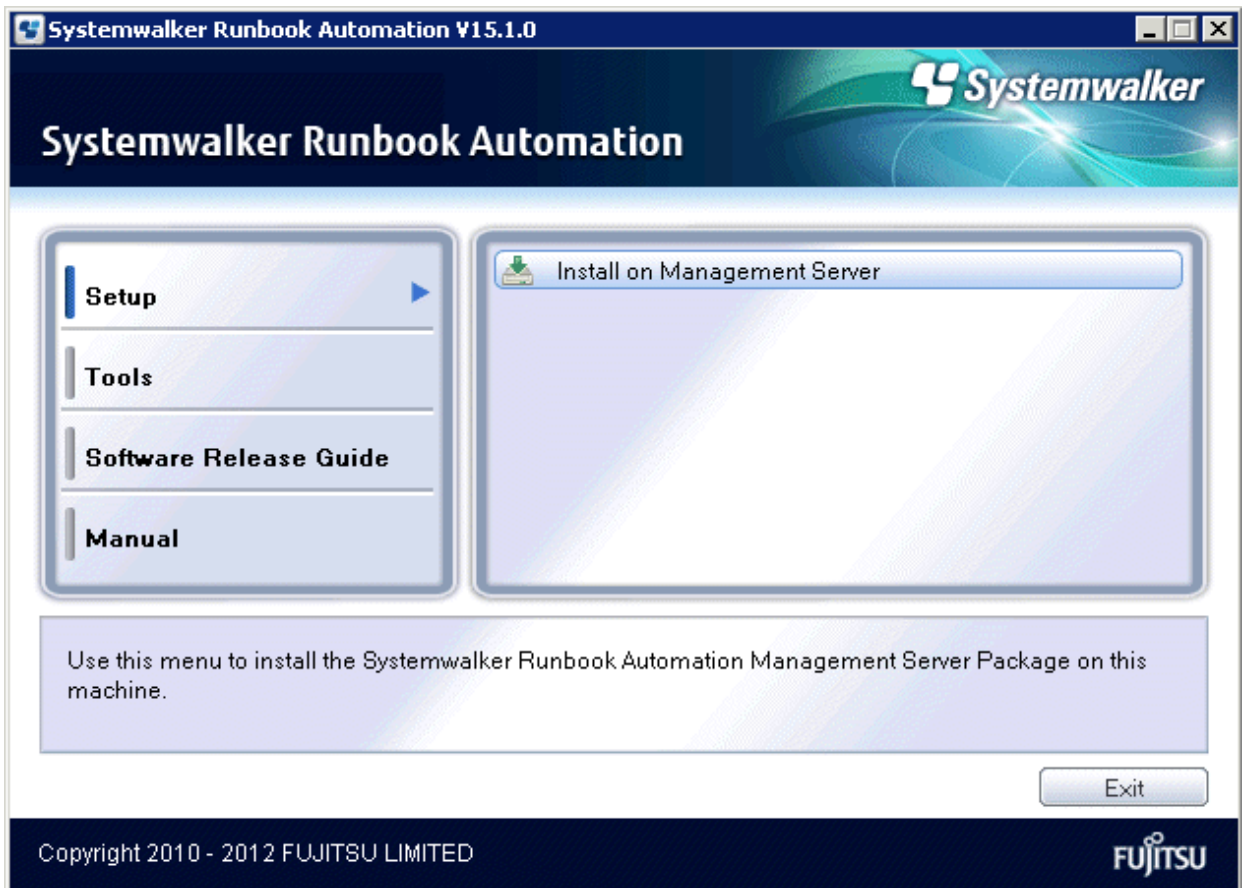 Systemwalker Runbook Automation V15.1.0
Systemwalker
Systemwalker Runbook Automation
Setup
Install on Management Server
Tools
Software Release Guide
Manual
Use this menu to install the Systemwalker Runbook Automation Management Server Package on this
machine.
Exit
Copyright 2010 - 2012 FUJITSU LIMITED
FUJITSU